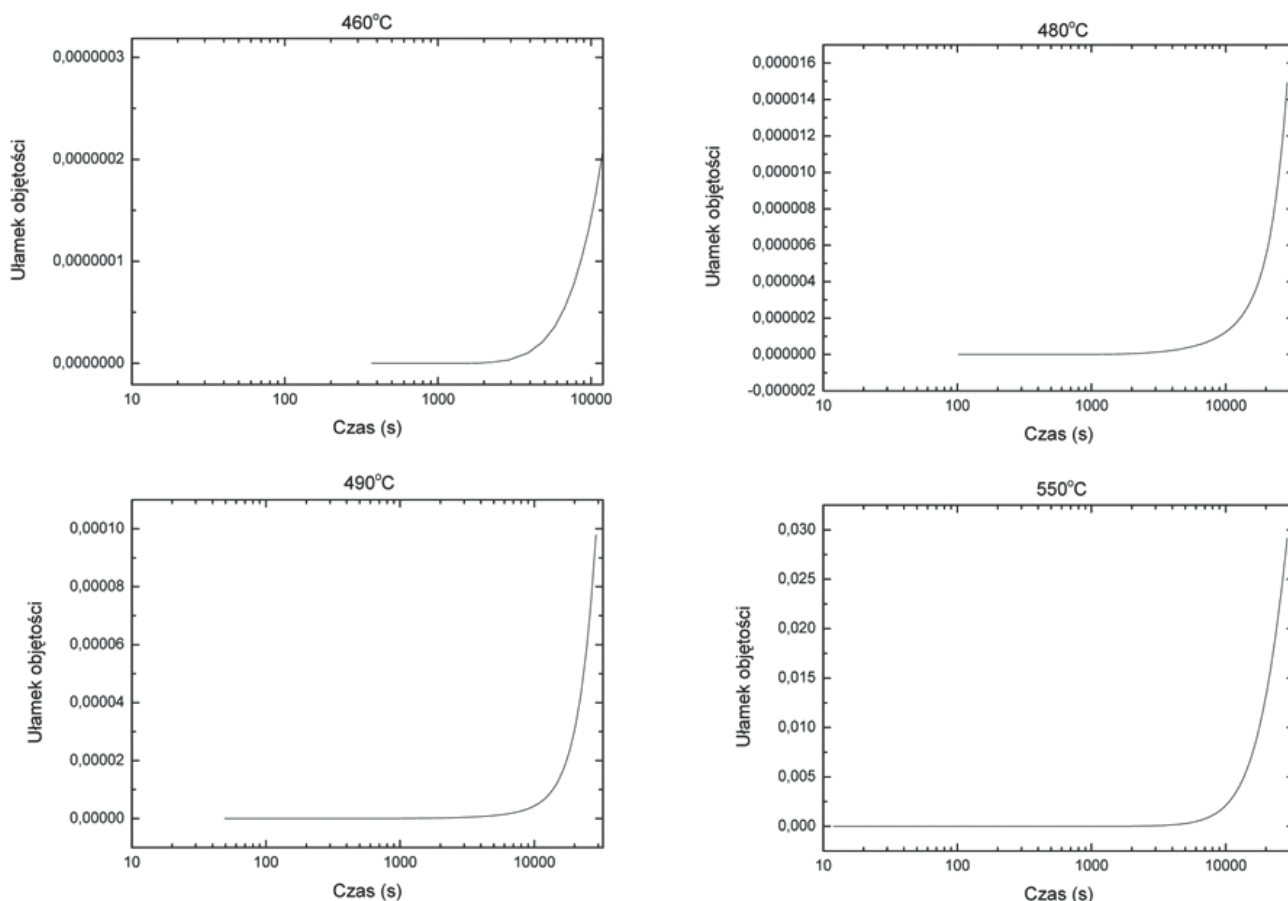 460°C
0,0000003
0,0000002
0,0000001
0,0000000
Ułamek objętości
10 100 1000 10000
Czas (s)
480°C
0,000016
0,000014
0,000012
0,000010
0,000008
0,000006
0,000004
0,000002
0,000000
-0,000002
Ułamek objętości
10 100 1000 10000
Czas (s)
490°C
0,00010
0,00008
0,00006
0,00004
0,00002
0,00000
Ułamek objętości
10 100 1000 10000
Czas (s)
550°C
0,030
0,025
0,020
0,015
0,010
0,005
0,000
Ułamek objętości
10 100 1000 10000
Czas (s)